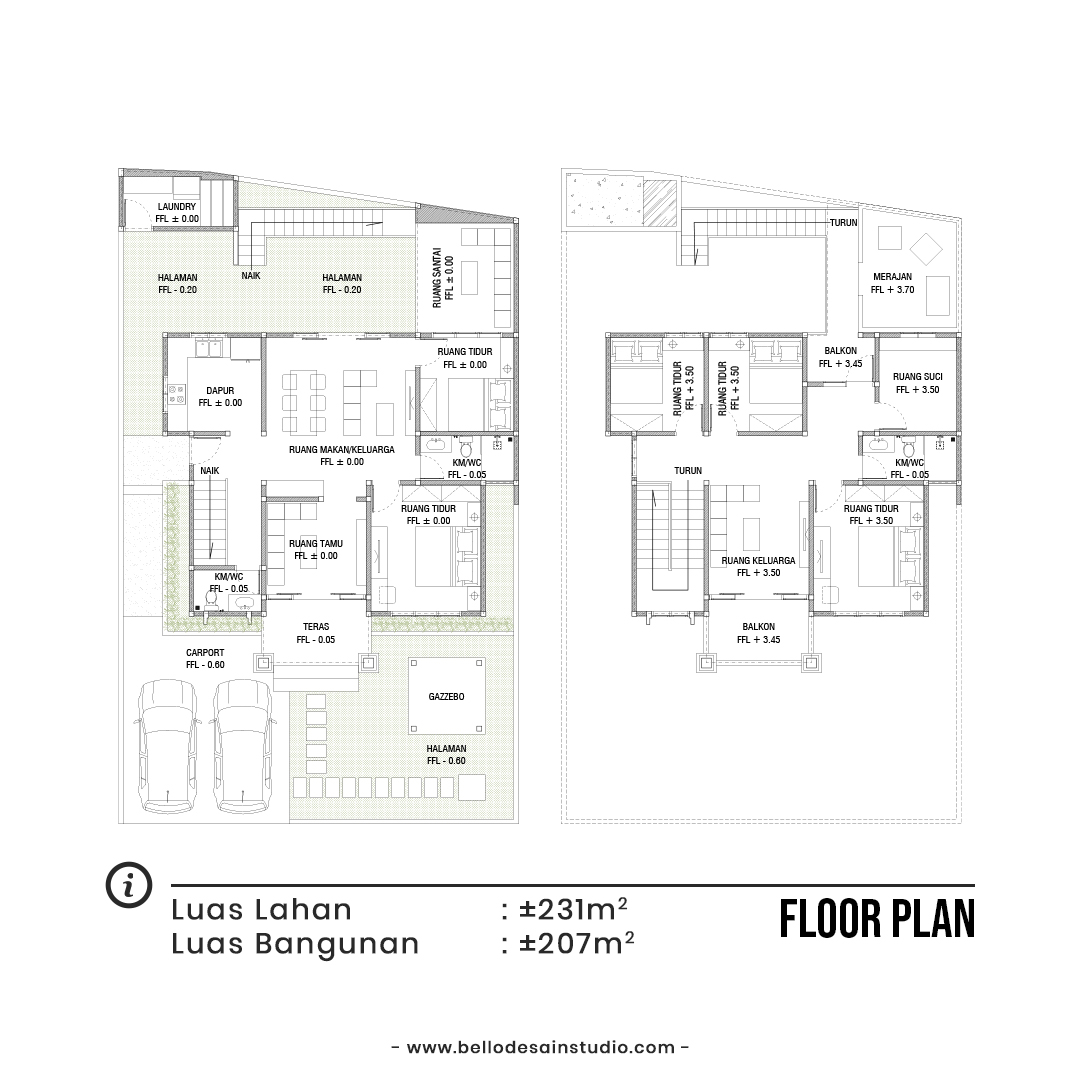 LAUNDRY
FFL ± 0.00
HALAMAN
FFL - 0.20
NAIK
HALAMAN
FFL - 0.20
RUANG SANTAI
FFL ± 0.00
DAPUR
FFL ± 0.00
RUANG TIDUR
FFL ± 0.00
RUANG MAKAN/KELUARGA
FFL ± 0.00
NAIK
KM/WC
FFL - 0.05
RUANG TIDUR
FFL ± 0.00
RUANG TAMU
FFL ± 0.00
KM/WC
FFL - 0.05
TERAS
FFL - 0.05
CARPORT
FFL - 0.60
GAZZEBO
HALAMAN
FFL - 0.60
TURUN
MERAJAN
FFL + 3.70
BALKON
FFL + 3.45
RUANG SUCI
FFL + 3.50
RUANG TIDUR
FFL + 3.50
RUANG TIDUR
FFL + 3.50
TURUN
KM/WC
FFL - 0.05
RUANG TIDUR
FFL + 3.50
RUANG KELUARGA
FFL + 3.50
BALKON
FFL + 3.45
i
Luas Lahan : ±231m²
Luas Bangunan : ±207m²
FLOOR PLAN
- www.bellodesainstudio.com -